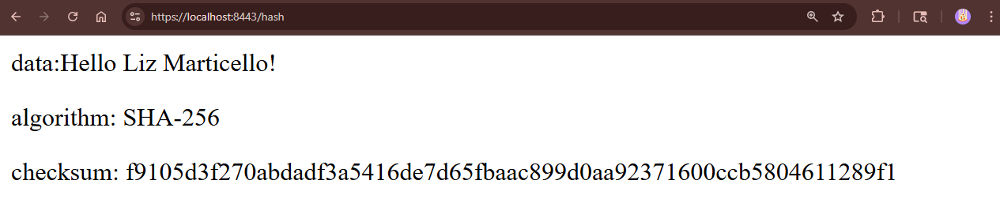 https://localhost:8443/hash
data:Hello Liz Marticello!
algorithm: SHA-256
checksum: f9105d3f270abdadf3a5416de7d65fbaac899d0aa92371600ccb5804611289f1